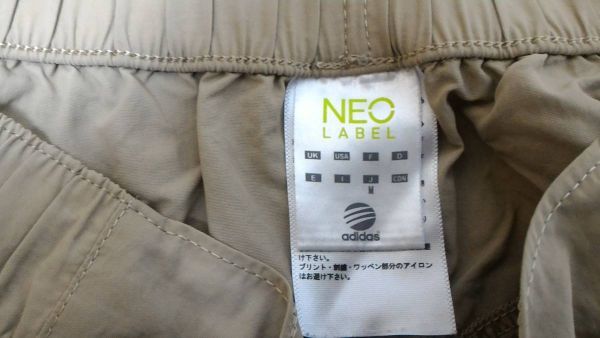 NEO
LABEL
UK USA F D
E I J CDN
M
adidas
け下さい。
プリント・刺繍・ワッペン部分のアイロン
はお避け下さい。